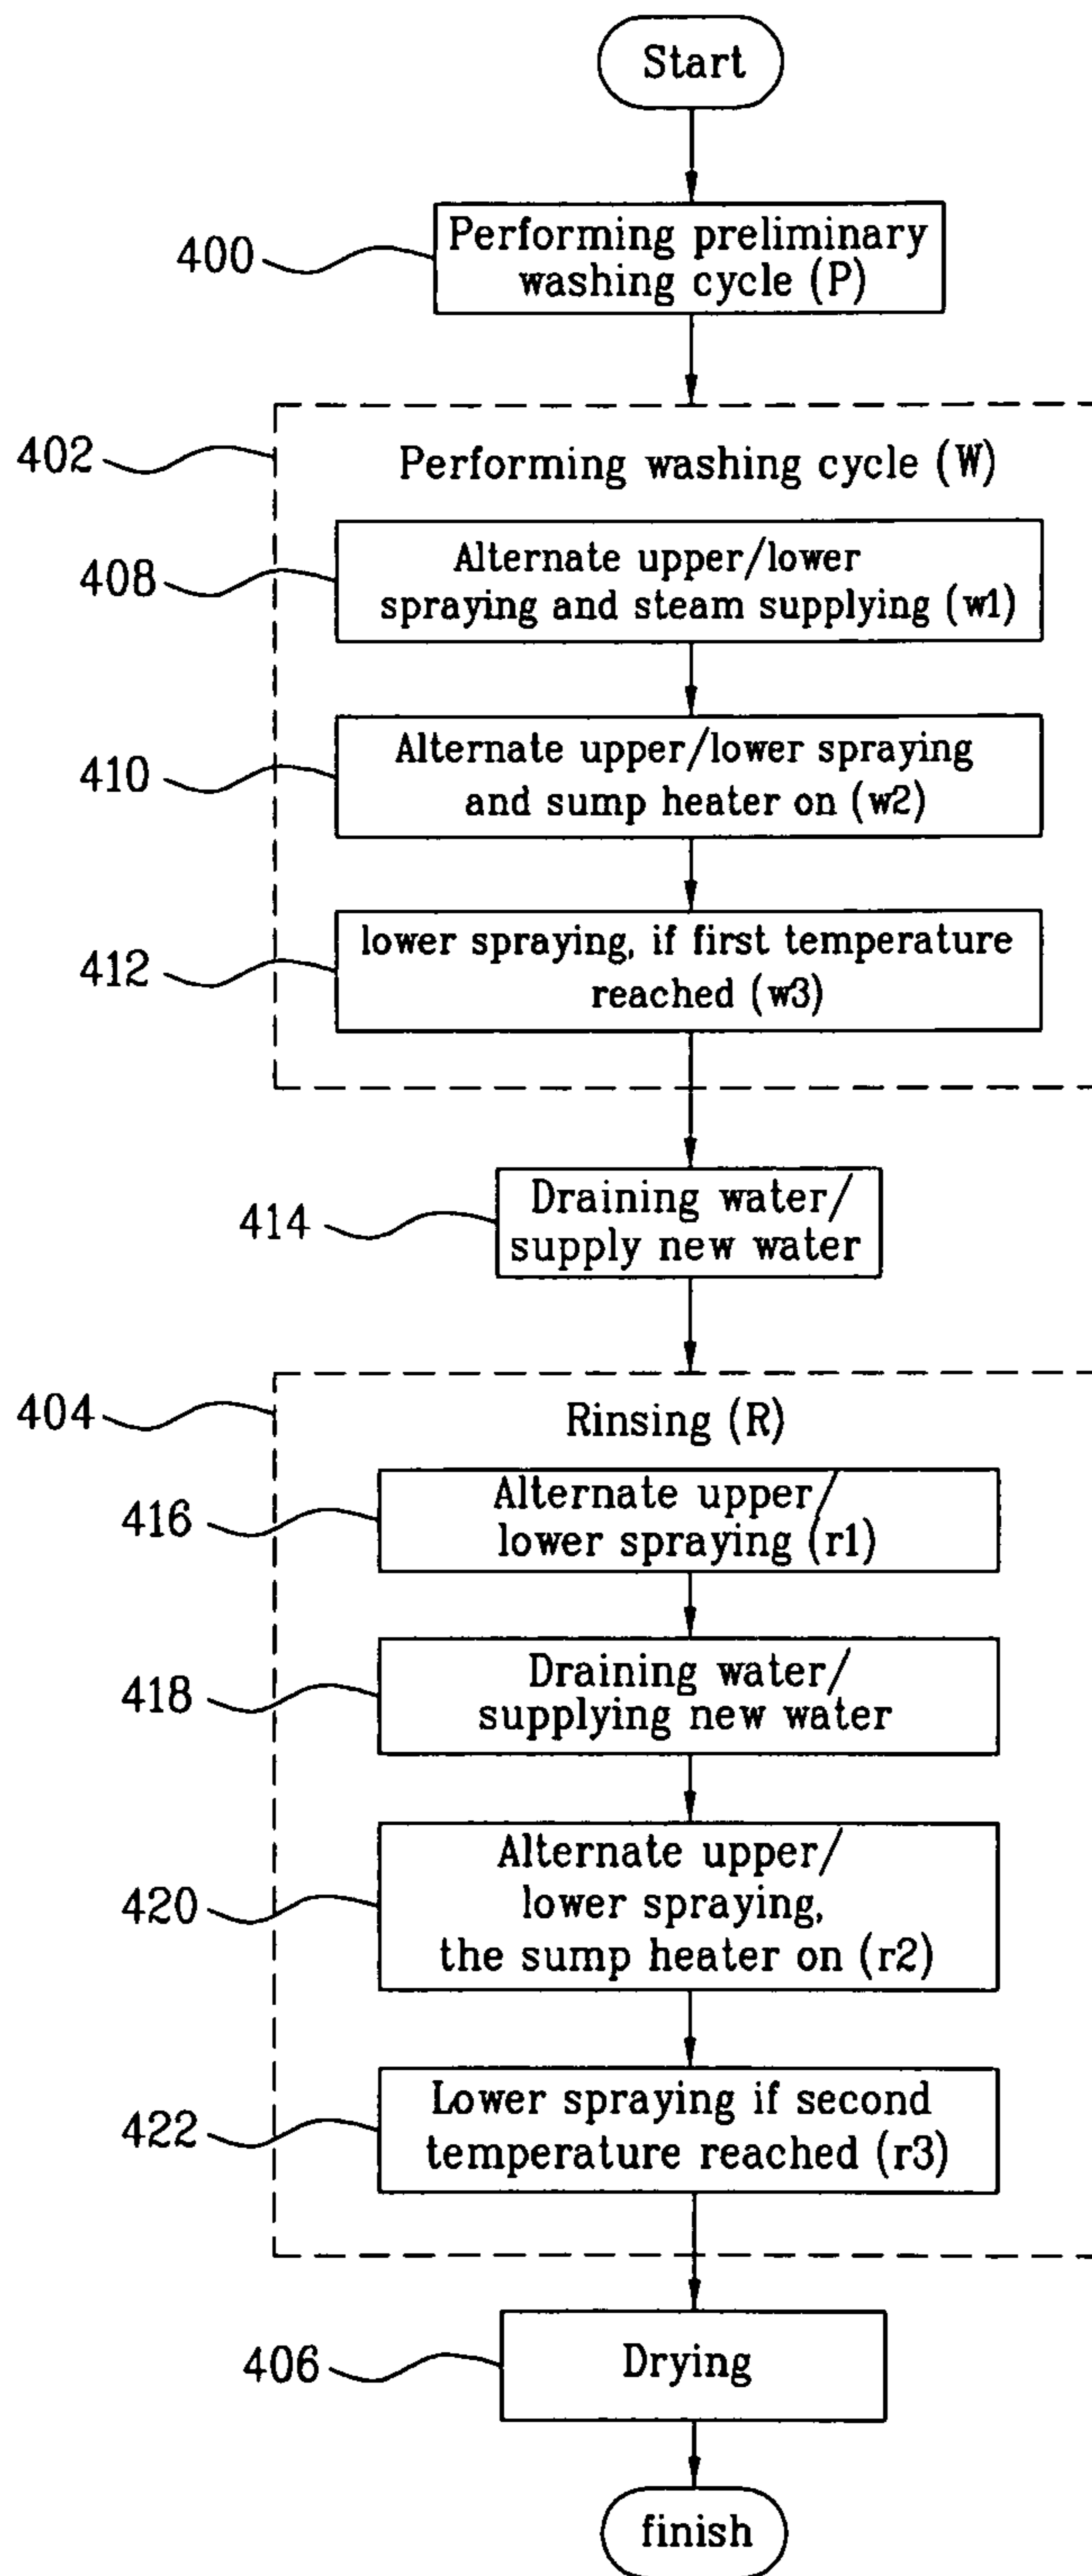 Start
400
Performing preliminary
washing cycle (P)
402
Performing washing cycle (W)
408
Alternate upper/lower
spraying and steam supplying (w1)
410
Alternate upper/lower spraying
and sump heater on (w2)
412
lower spraying, if first temperature
reached (w3)
414
Draining water/
supply new water
404
Rinsing (R)
416
Alternate upper/
lower spraying (r1)
418
Draining water/
supplying new water
420
Alternate upper/
lower spraying,
the sump heater on (r2)
422
Lower spraying if second
temperature reached (r3)
406
Drying
finish